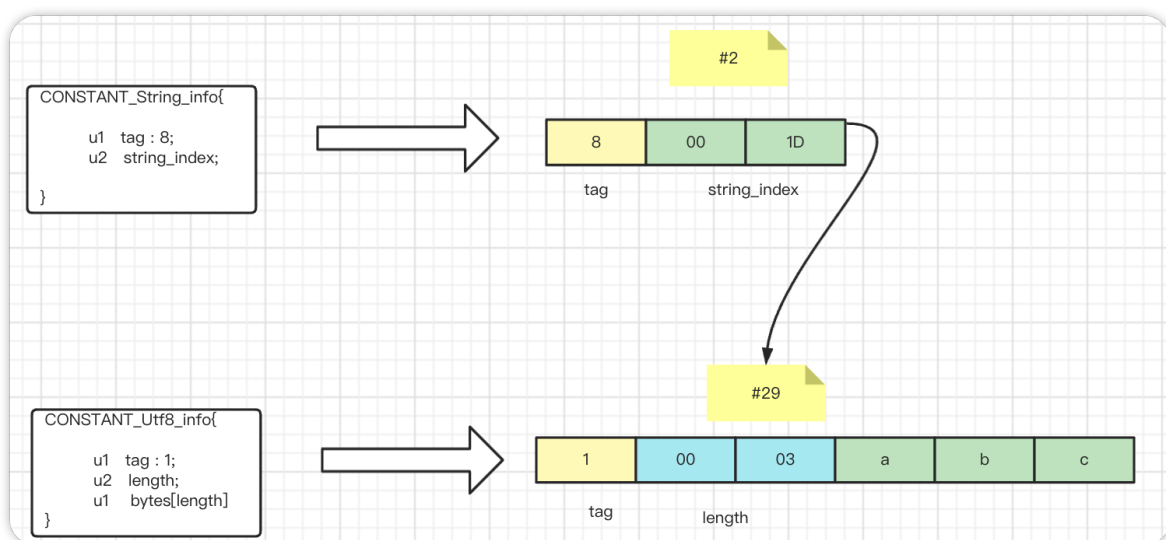 #2
CONSTANT_String_info{
u1 tag : 8;
u2 string_index;
}
8 00 1D
tag string_index
#29
CONSTANT_Utf8_info{
u1 tag : 1;
u2 length;
u1 bytes[length]
}
1 00 03 a b c
tag length